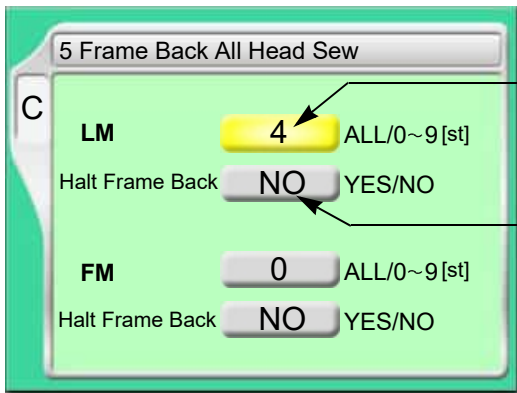 5 Frame Back All Head Sew
C
LM 4 ALL/0~9[st]
Halt Frame Back NO YES/NO
FM 0 ALL/0~9[st]
Halt Frame Back NO YES/NO